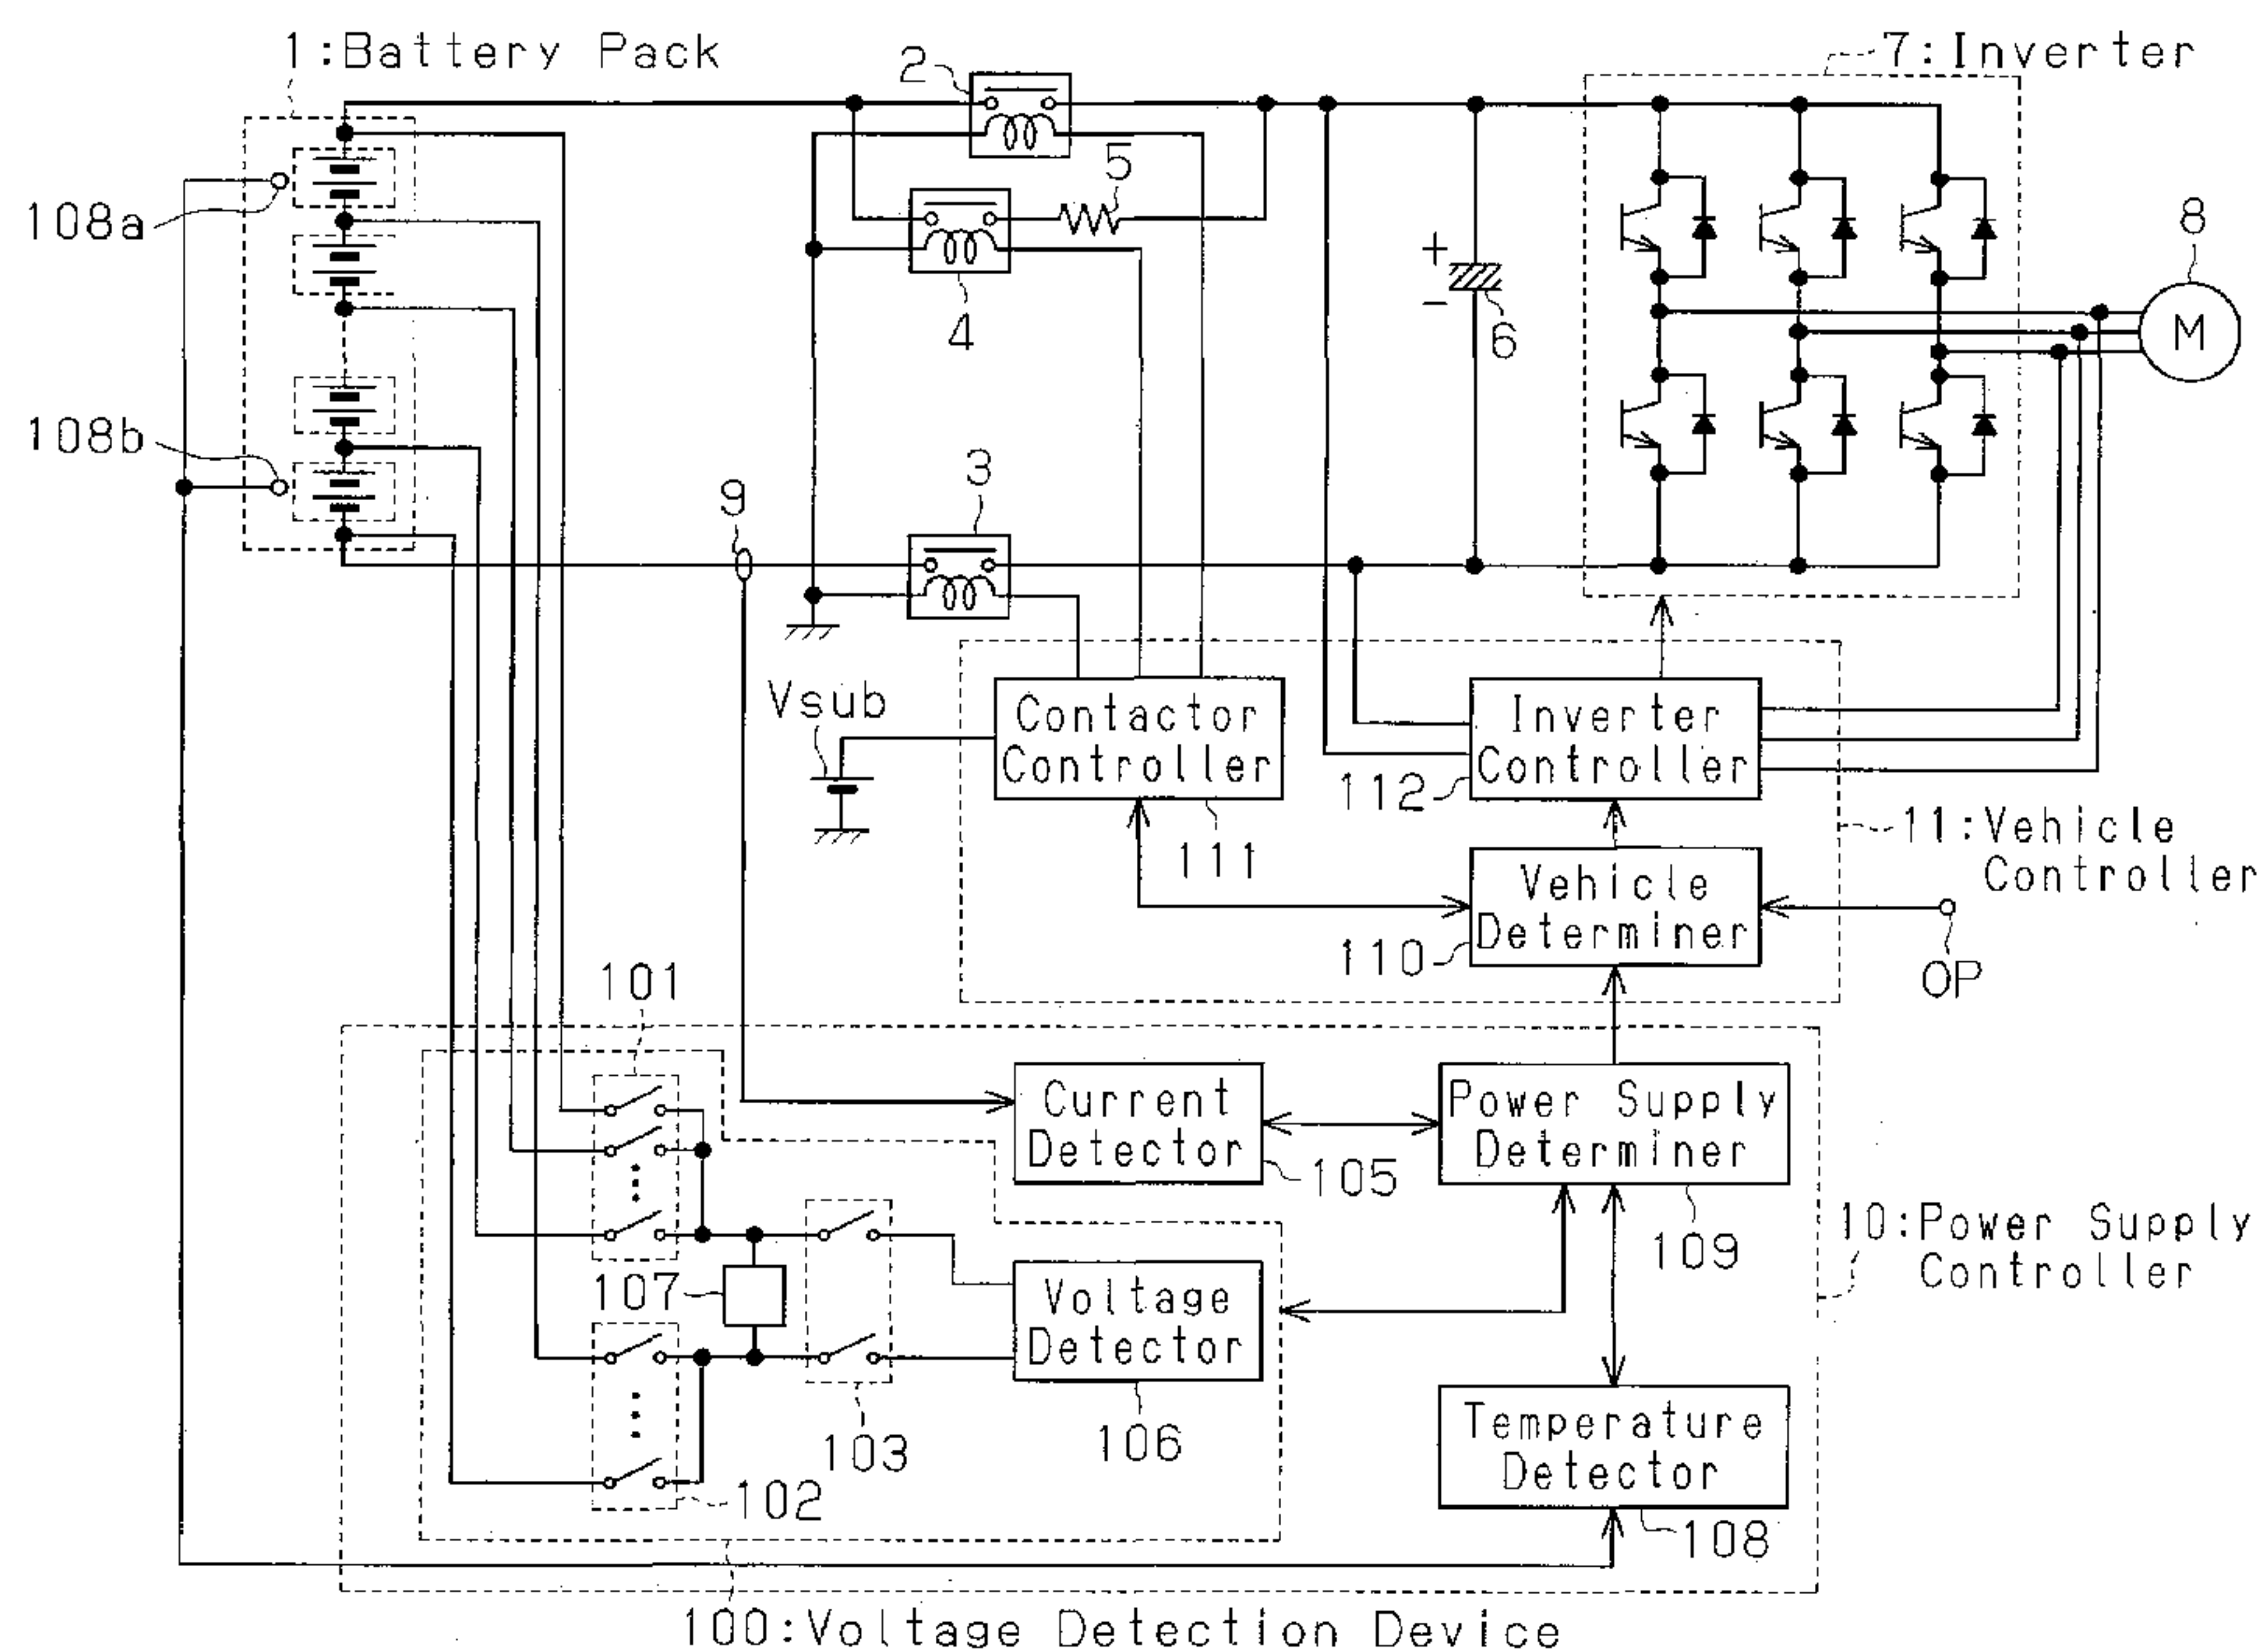 1:Battery Pack
2
7:Inverter
5
108a
8
+
4
−
6
M
108b
3
9
Vsub
Contactor
Controller
Inverter
Controller
112
11:Vehicle
Controller
111
Vehicle
Determiner
110
OP
101
Current
Detector
105
Power Supply
Determiner
109
10:Power Supply
Controller
107
Voltage
Detector
106
103
102
Temperature
Detector
108
100:Voltage Detection Device